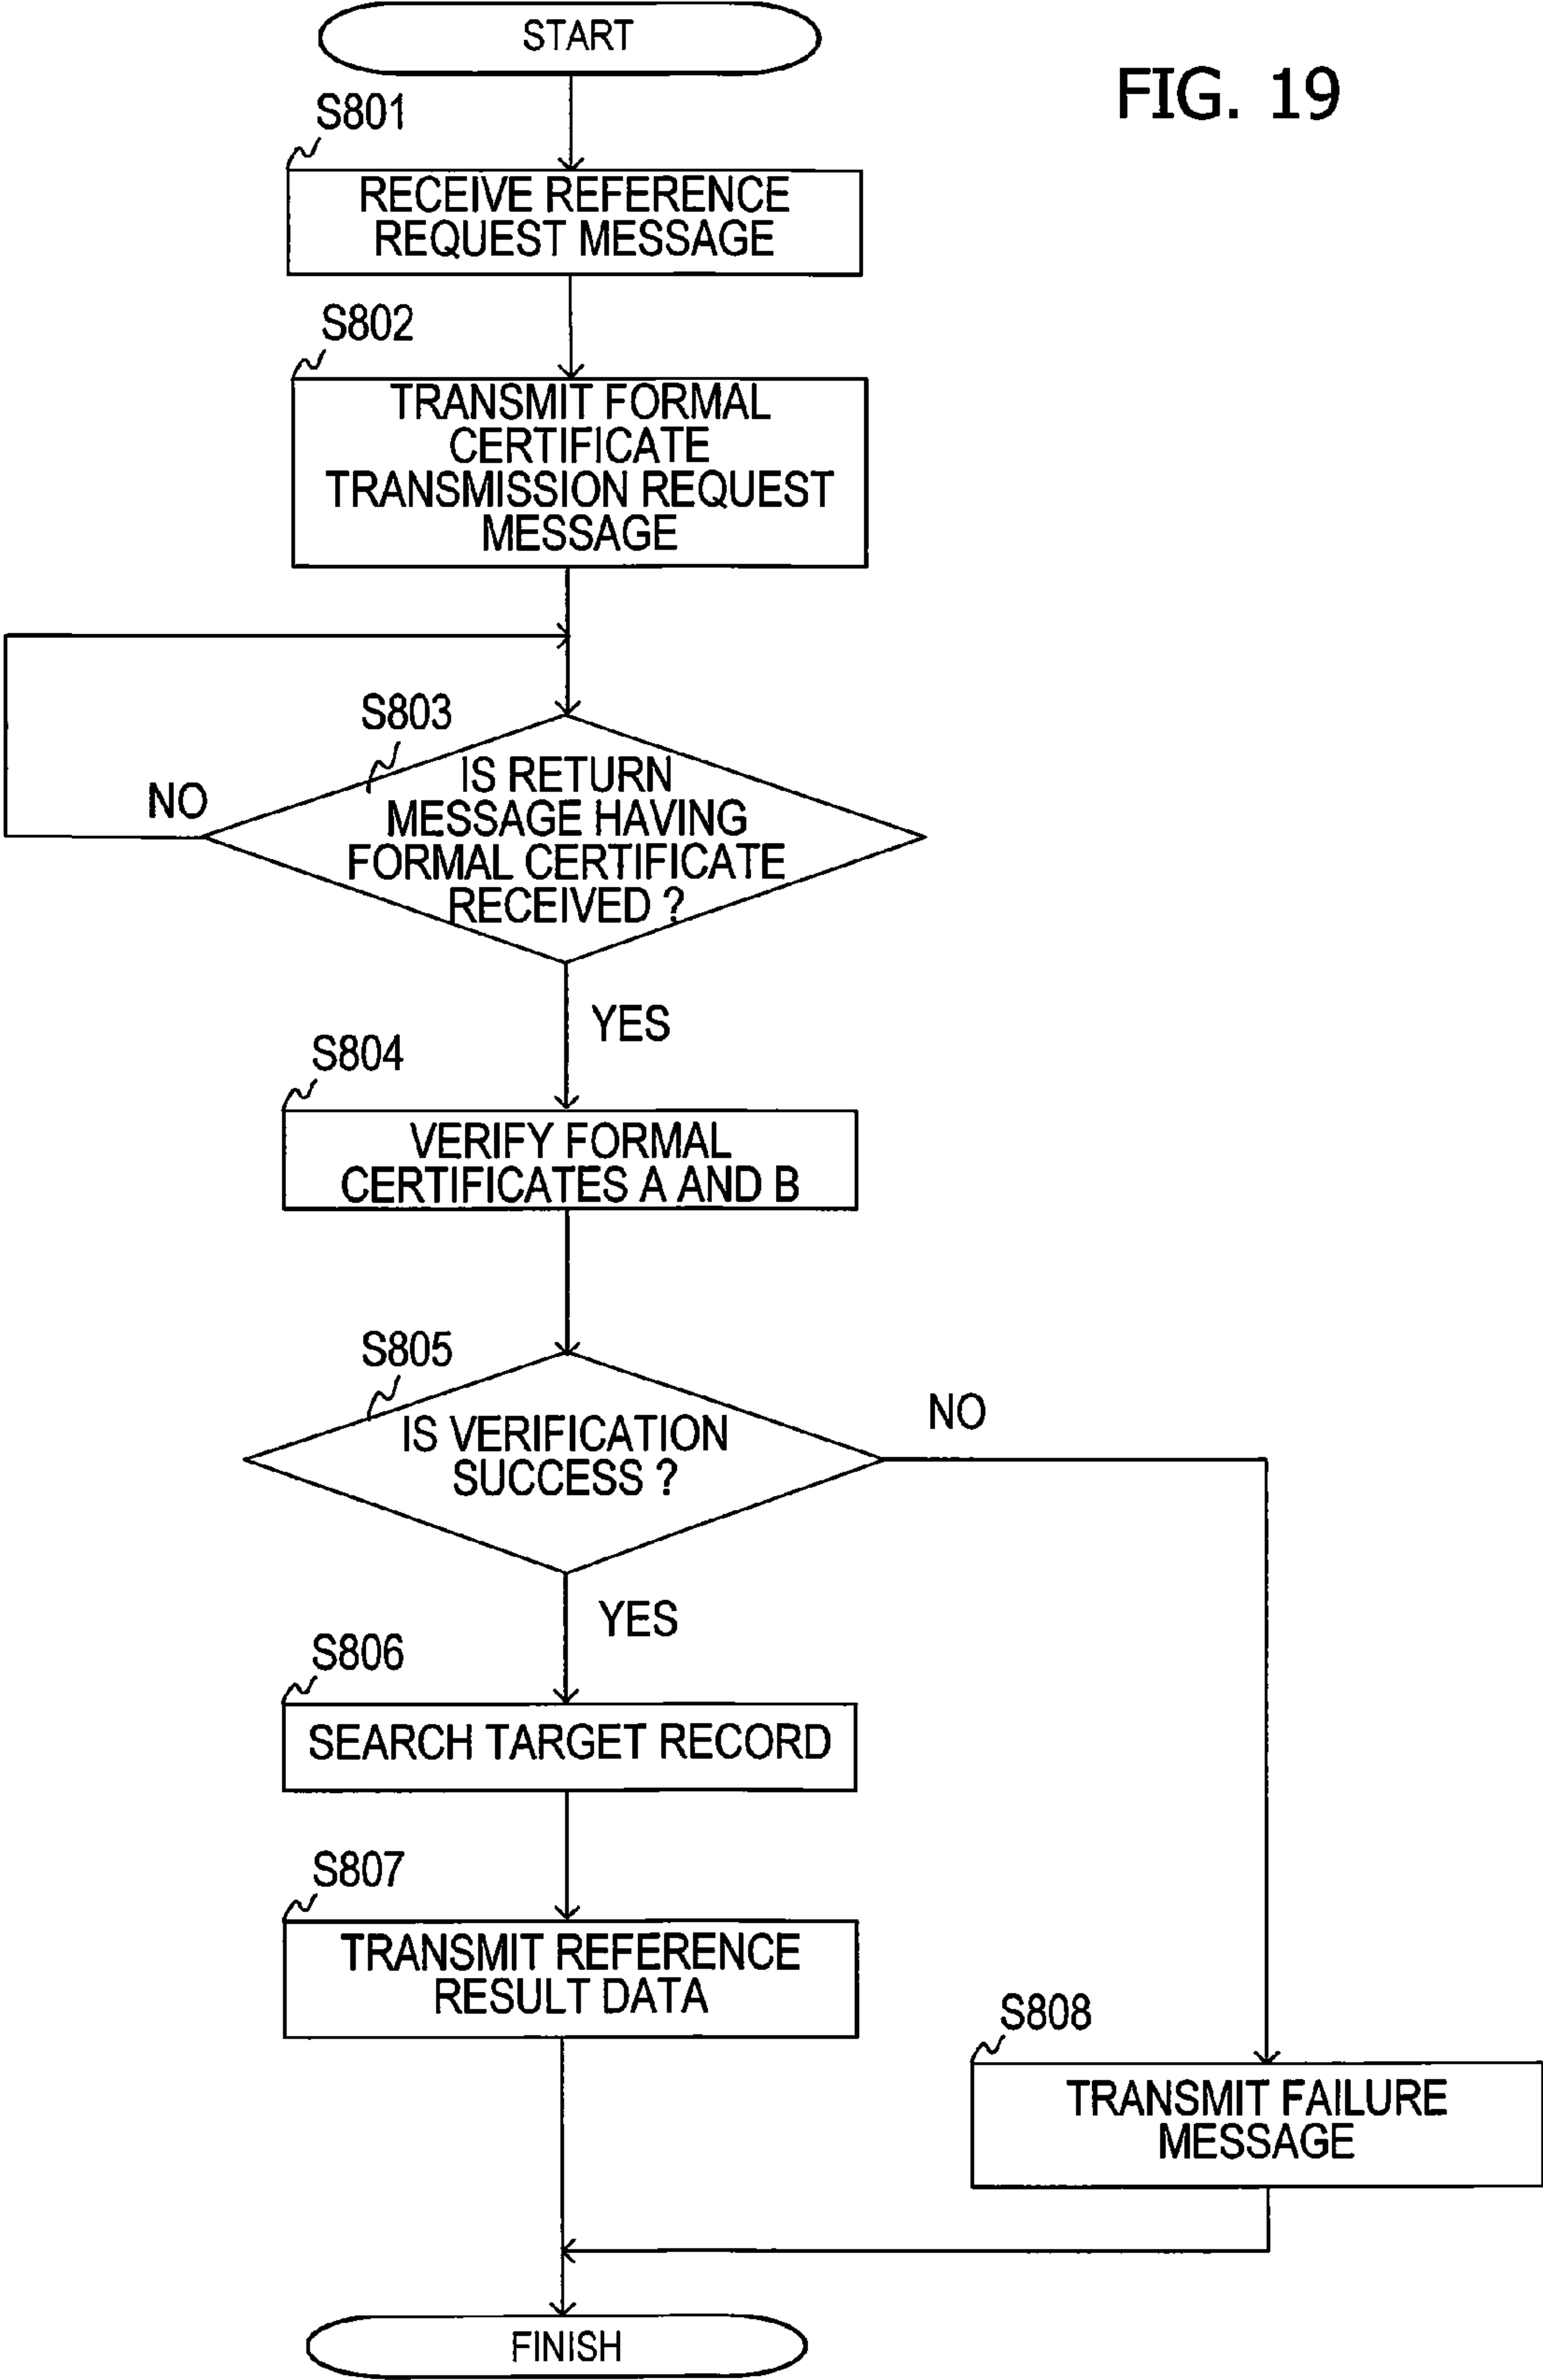 START
FIG. 19
S801
RECEIVE REFERENCE
REQUEST MESSAGE
S802
TRANSMIT FORMAL
CERTIFICATE
TRANSMISSION REQUEST
MESSAGE
S803
NO
IS RETURN
MESSAGE HAVING
FORMAL CERTIFICATE
RECEIVED ?
YES
S804
VERIFY FORMAL
CERTIFICATES A AND B
S805
IS VERIFICATION
SUCCESS ?
NO
YES
S806
SEARCH TARGET RECORD
S807
TRANSMIT REFERENCE
RESULT DATA
S808
TRANSMIT FAILURE
MESSAGE
FINISH